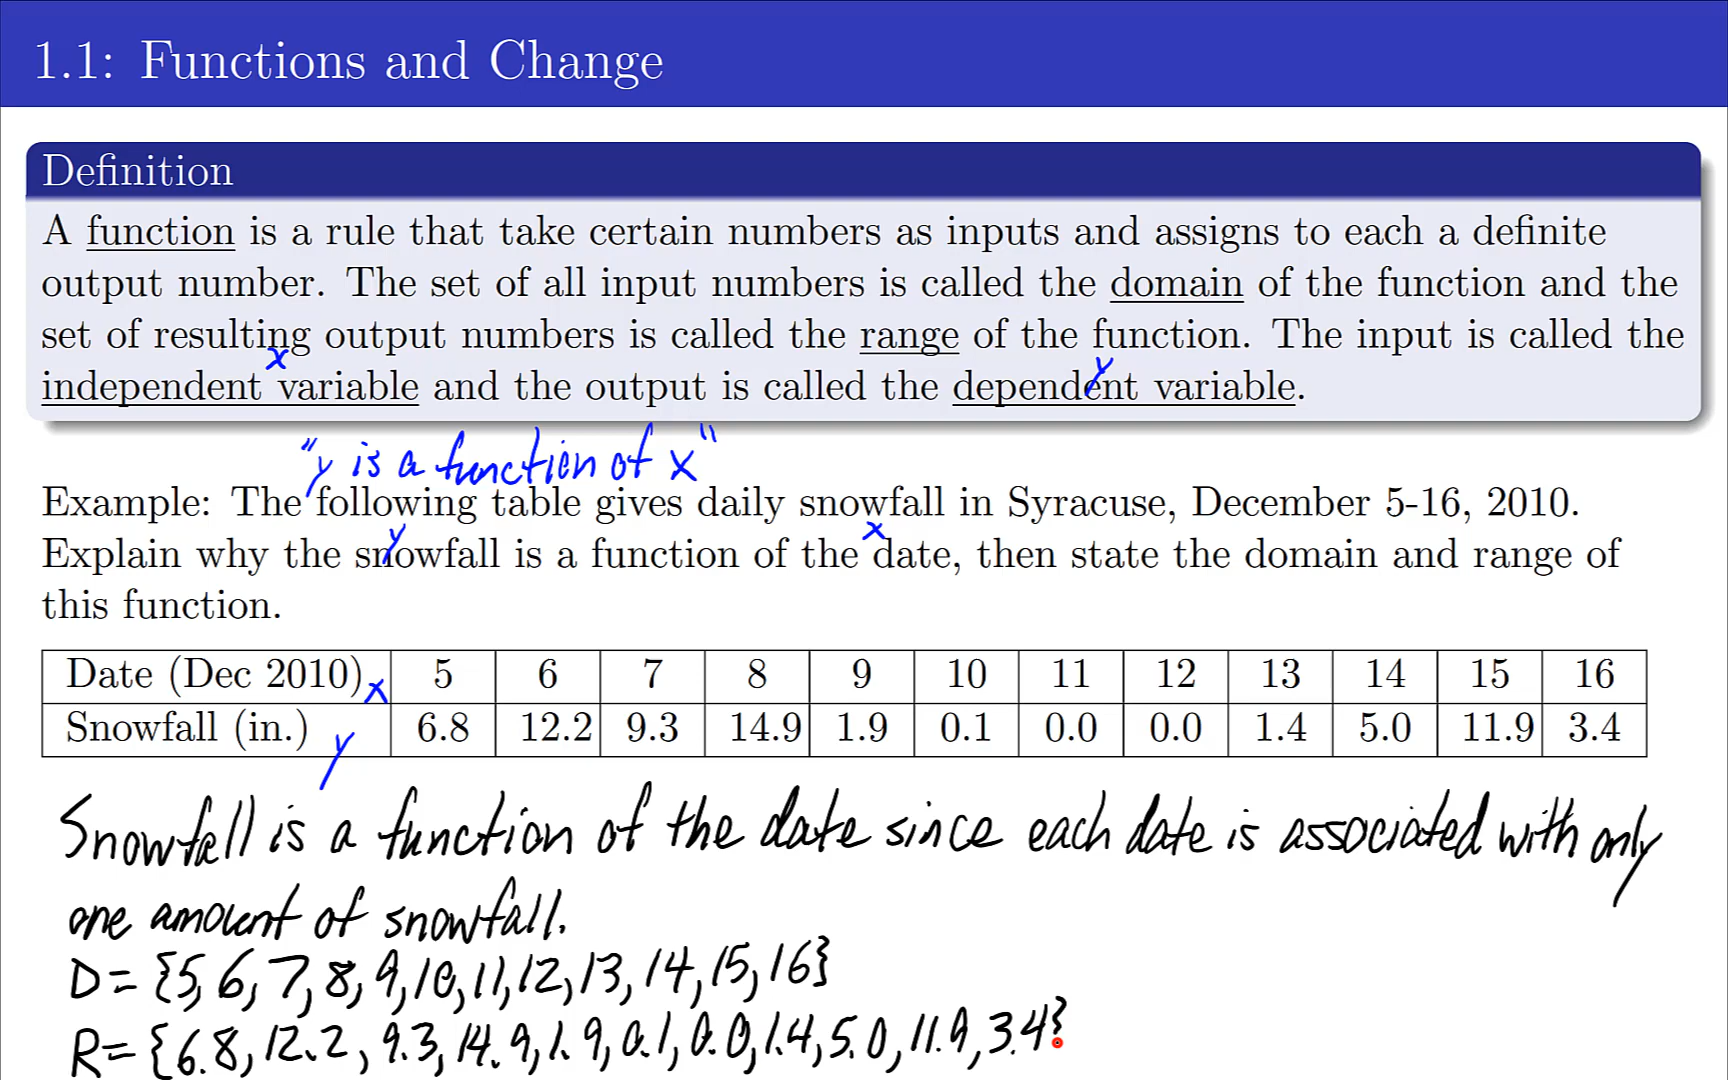 1.1: Functions and Change
Definition
A function is a rule that take certain numbers as inputs and assigns to each a definite
output number. The set of all input numbers is called the domain of the function and the
set of resulting output numbers is called the range of the function. The input is called the
x y
independent variable and the output is called the dependent variable.
"y is a function of x"
Example: The following table gives daily snowfall in Syracuse, December 5-16, 2010.
y x
Explain why the snowfall is a function of the date, then state the domain and range of
this function.
Date (Dec 2010) x 5 6 7 8 9 10 11 12 13 14 15 16
Snowfall (in.) y 6.8 12.2 9.3 14.9 1.9 0.1 0.0 0.0 1.4 5.0 11.9 3.4
Snowfall is a function of the date since each date is associated with only
one amount of snowfall.
D = {5, 6, 7, 8, 9, 10, 11, 12, 13, 14, 15, 16}
R = {6.8, 12.2, 9.3, 14.9, 1.9, 0.1, 0.0, 1.4, 5.0, 11.9, 3.4}